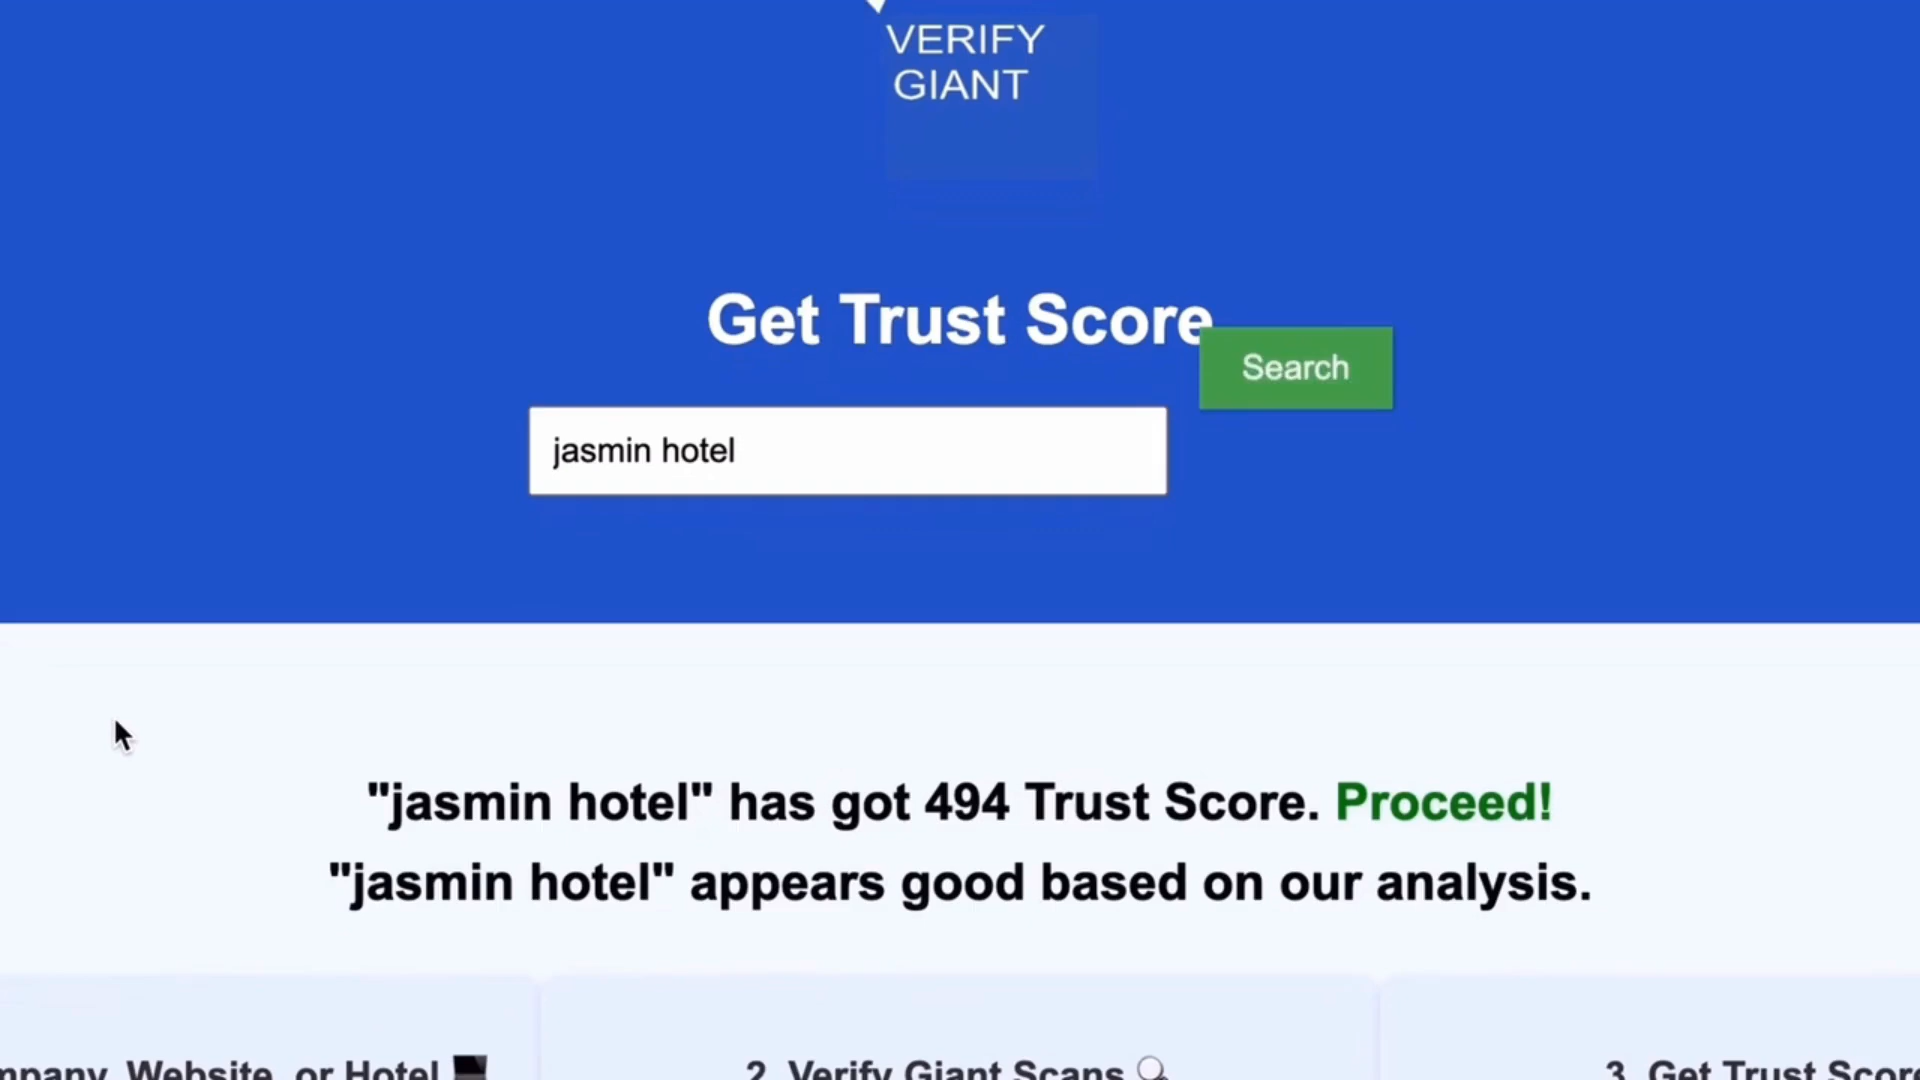 VERIFY
GIANT
Get Trust Score
Search
jasmin hotel
"jasmin hotel" has got 494 Trust Score. Proceed!
"jasmin hotel" appears good based on our analysis.
Website, or Hotel
2. Verify Giant Scans
3. Get Trust Score